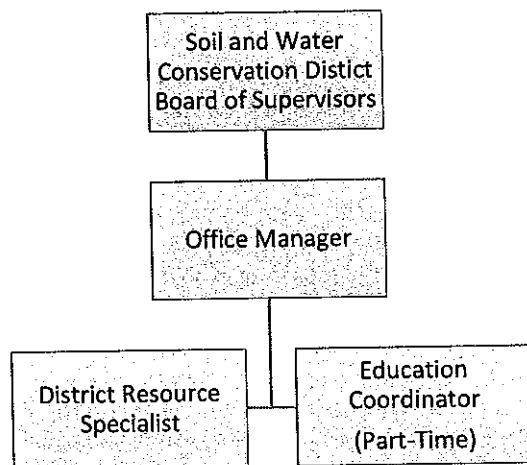 Soil and Water
Conservation Distict
Board of Supervisors
Office Manager
District Resource
Specialist
Education
Coordinator
(Part-Time)